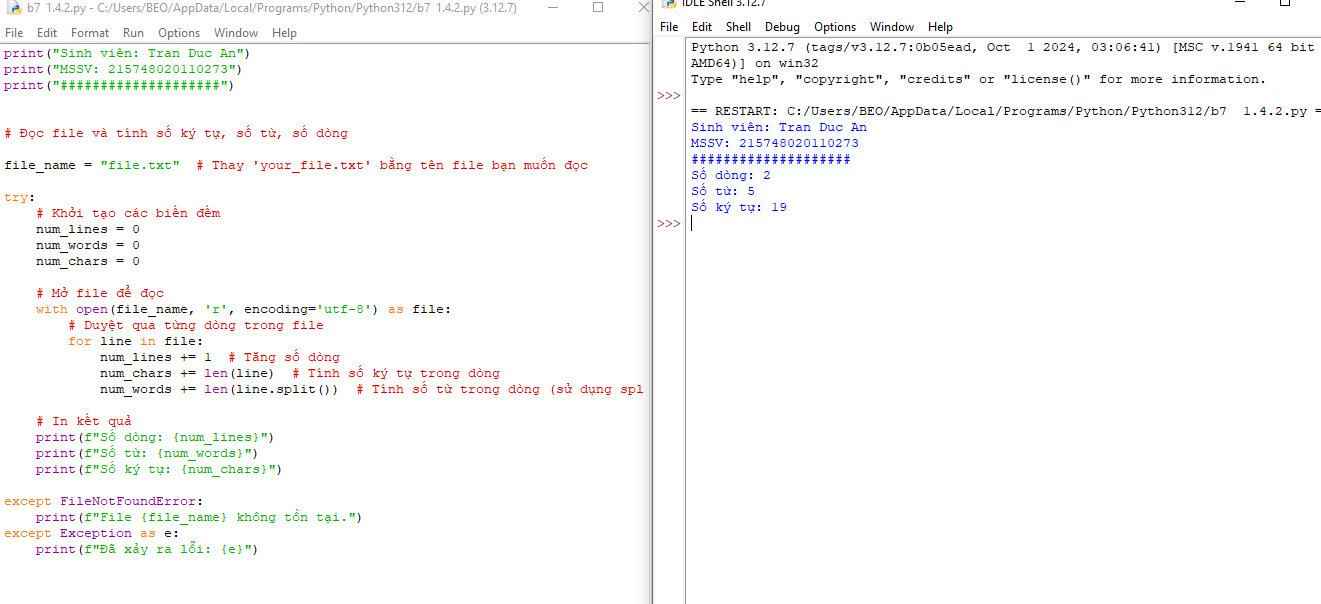 b7 1.4.2.py - C:/Users/BEO/AppData/Local/Programs/Python/Python312/b7 1.4.2.py (3.12.7)
File Edit Format Run Options Window Help
print("Sinh viên: Tran Duc An")
print("MSSV: 215748020110273")
print("####################")
# Đọc file và tính số ký tự, số từ, số dòng
file_name = "file.txt"  # Thay 'your_file.txt' bằng tên file bạn muốn đọc
try:
    # Khởi tạo các biến đếm
    num_lines = 0
    num_words = 0
    num_chars = 0
    # Mở file để đọc
    with open(file_name, 'r', encoding='utf-8') as file:
        # Duyệt qua từng dòng trong file
        for line in file:
            num_lines += 1  # Tăng số dòng
            num_chars += len(line)  # Tính số ký tự trong dòng
            num_words += len(line.split())  # Tính số từ trong dòng (sử dụng spl
    # In kết quả
    print(f"Số dòng: {num_lines}")
    print(f"Số từ: {num_words}")
    print(f"Số ký tự: {num_chars}")
except FileNotFoundError:
    print(f"File {file_name} không tồn tại.")
except Exception as e:
    print(f"Đã xảy ra lỗi: {e}")
IDLE Shell 3.12.7
File Edit Shell Debug Options Window Help
Python 3.12.7 (tags/v3.12.7:0b05ead, Oct  1 2024, 03:06:41) [MSC v.1941 64 bit
AMD64)] on win32
Type "help", "copyright", "credits" or "license()" for more information.
>>>
== RESTART: C:/Users/BEO/AppData/Local/Programs/Python/Python312/b7  1.4.2.py =
Sinh viên: Tran Duc An
MSSV: 215748020110273
####################
Số dòng: 2
Số từ: 5
Số ký tự: 19
>>>